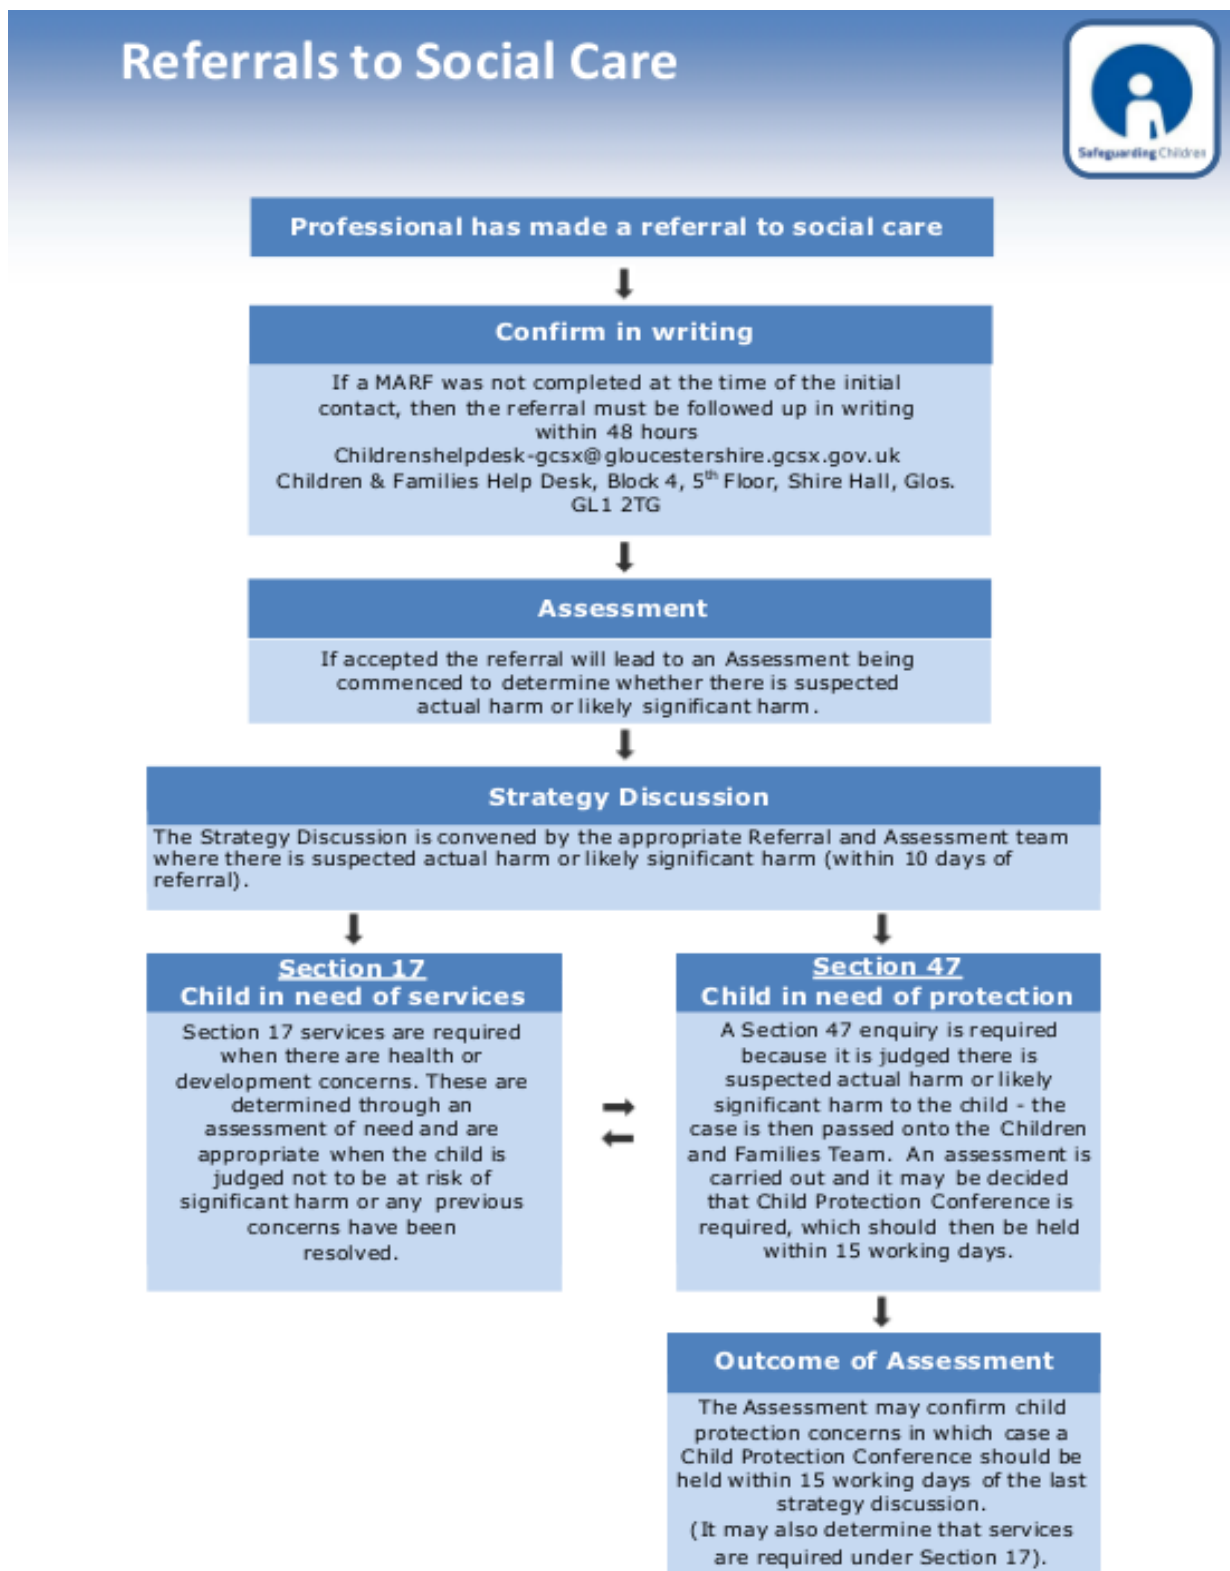 Referrals to Social Care
Safeguarding Children
Professional has made a referral to social care
Confirm in writing
If a MARF was not completed at the time of the initial
contact, then the referral must be followed up in writing
within 48 hours
Childrenshelpdesk-gcsx@gloucestershire.gcsx.gov.uk
Children & Families Help Desk, Block 4, 5th Floor, Shire Hall, Glos.
GL1 2TG
Assessment
If accepted the referral will lead to an Assessment being
commenced to determine whether there is suspected
actual harm or likely significant harm.
Strategy Discussion
The Strategy Discussion is convened by the appropriate Referral and Assessment team
where there is suspected actual harm or likely significant harm (within 10 days of
referral).
Section 17
Child in need of services
Section 17 services are required
when there are health or
development concerns. These are
determined through an
assessment of need and are
appropriate when the child is
judged not to be at risk of
significant harm or any previous
concerns have been
resolved.
Section 47
Child in need of protection
A Section 47 enquiry is required
because it is judged there is
suspected actual harm or likely
significant harm to the child - the
case is then passed onto the Children
and Families Team. An assessment is
carried out and it may be decided
that Child Protection Conference is
required, which should then be held
within 15 working days.
Outcome of Assessment
The Assessment may confirm child
protection concerns in which case a
Child Protection Conference should be
held within 15 working days of the last
strategy discussion.
(It may also determine that services
are required under Section 17).